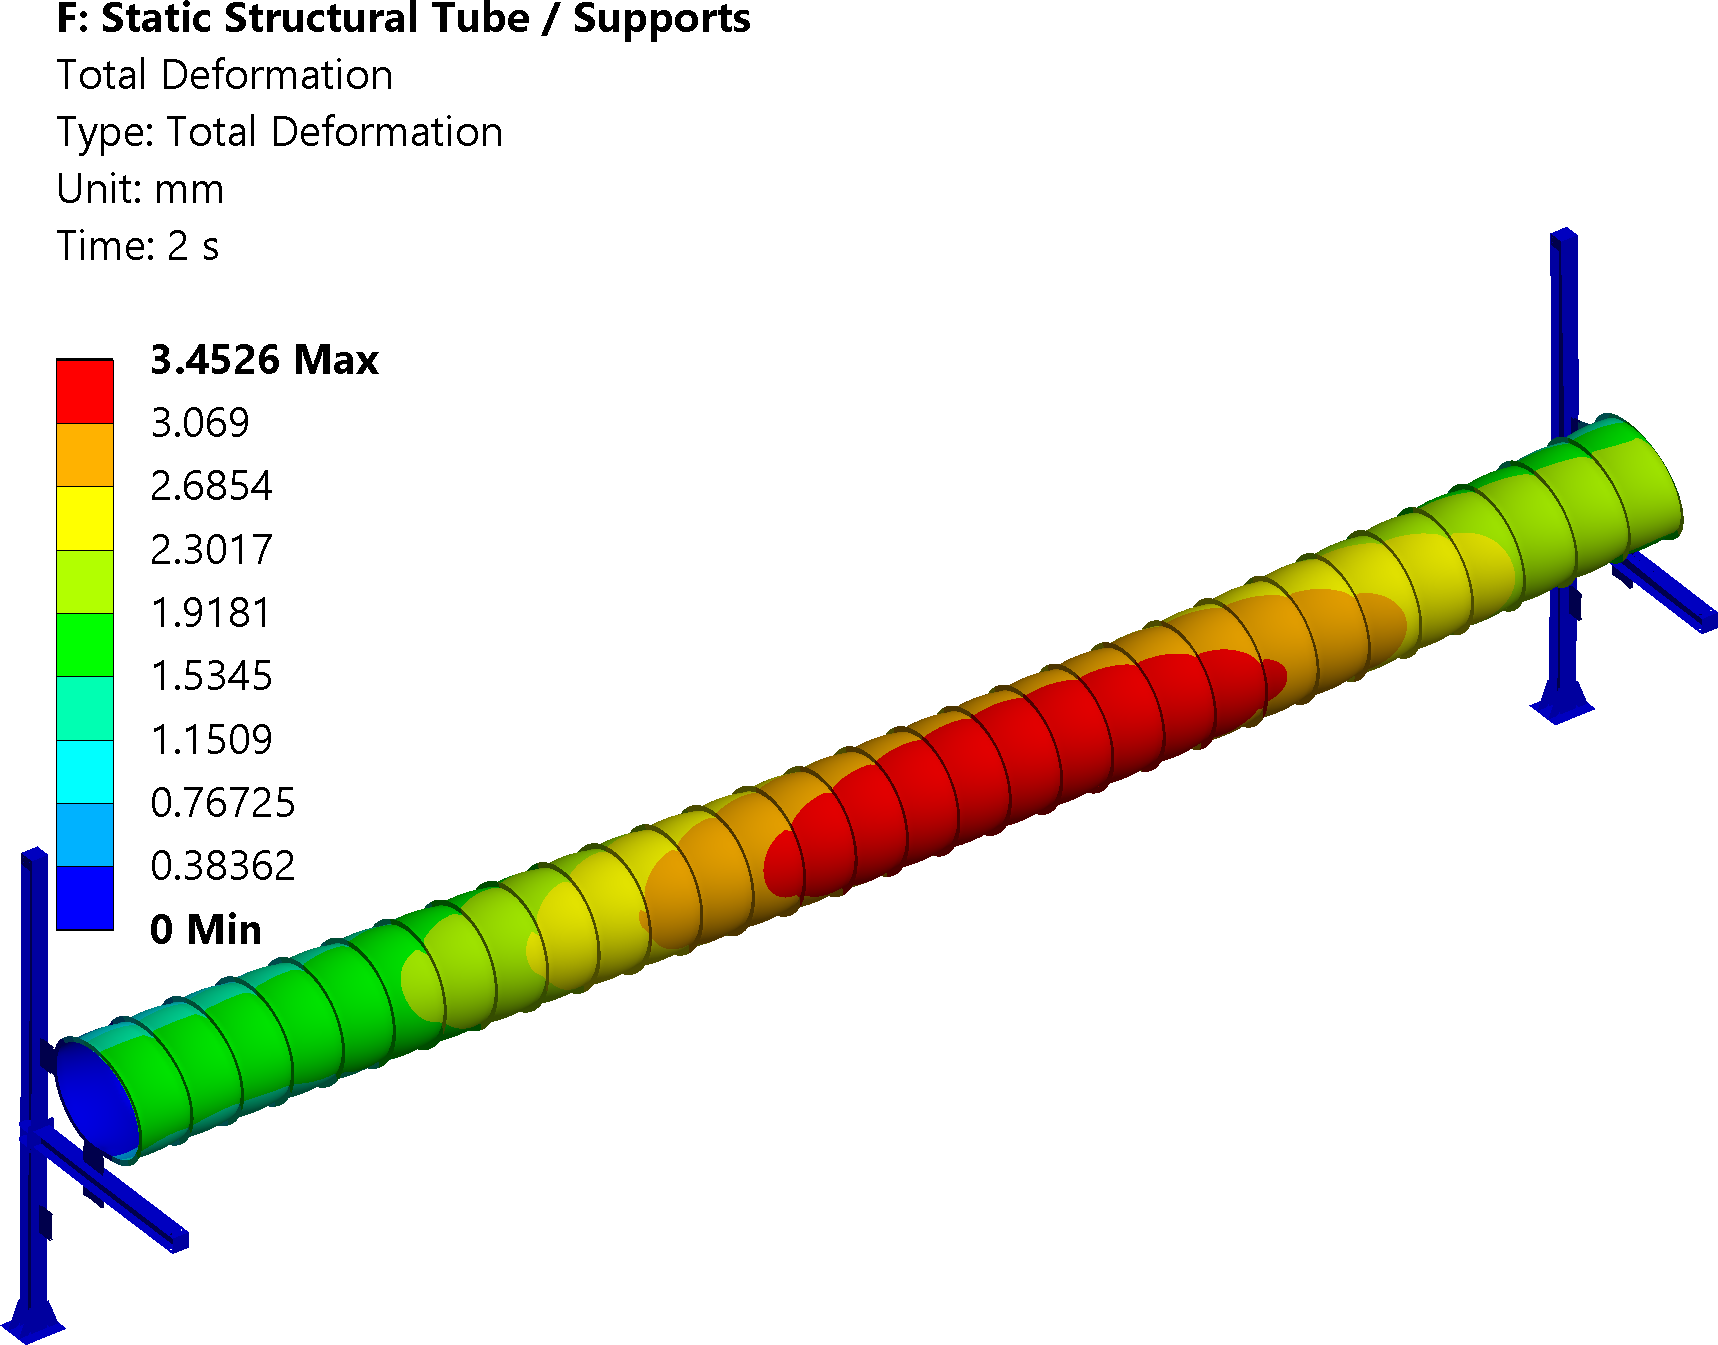 F: Static Structural Tube / Supports
Total Deformation
Type: Total Deformation
Unit: mm
Time: 2 s
3.4526 Max
3.069
2.6854
2.3017
1.9181
1.5345
1.1509
0.76725
0.38362
0 Min